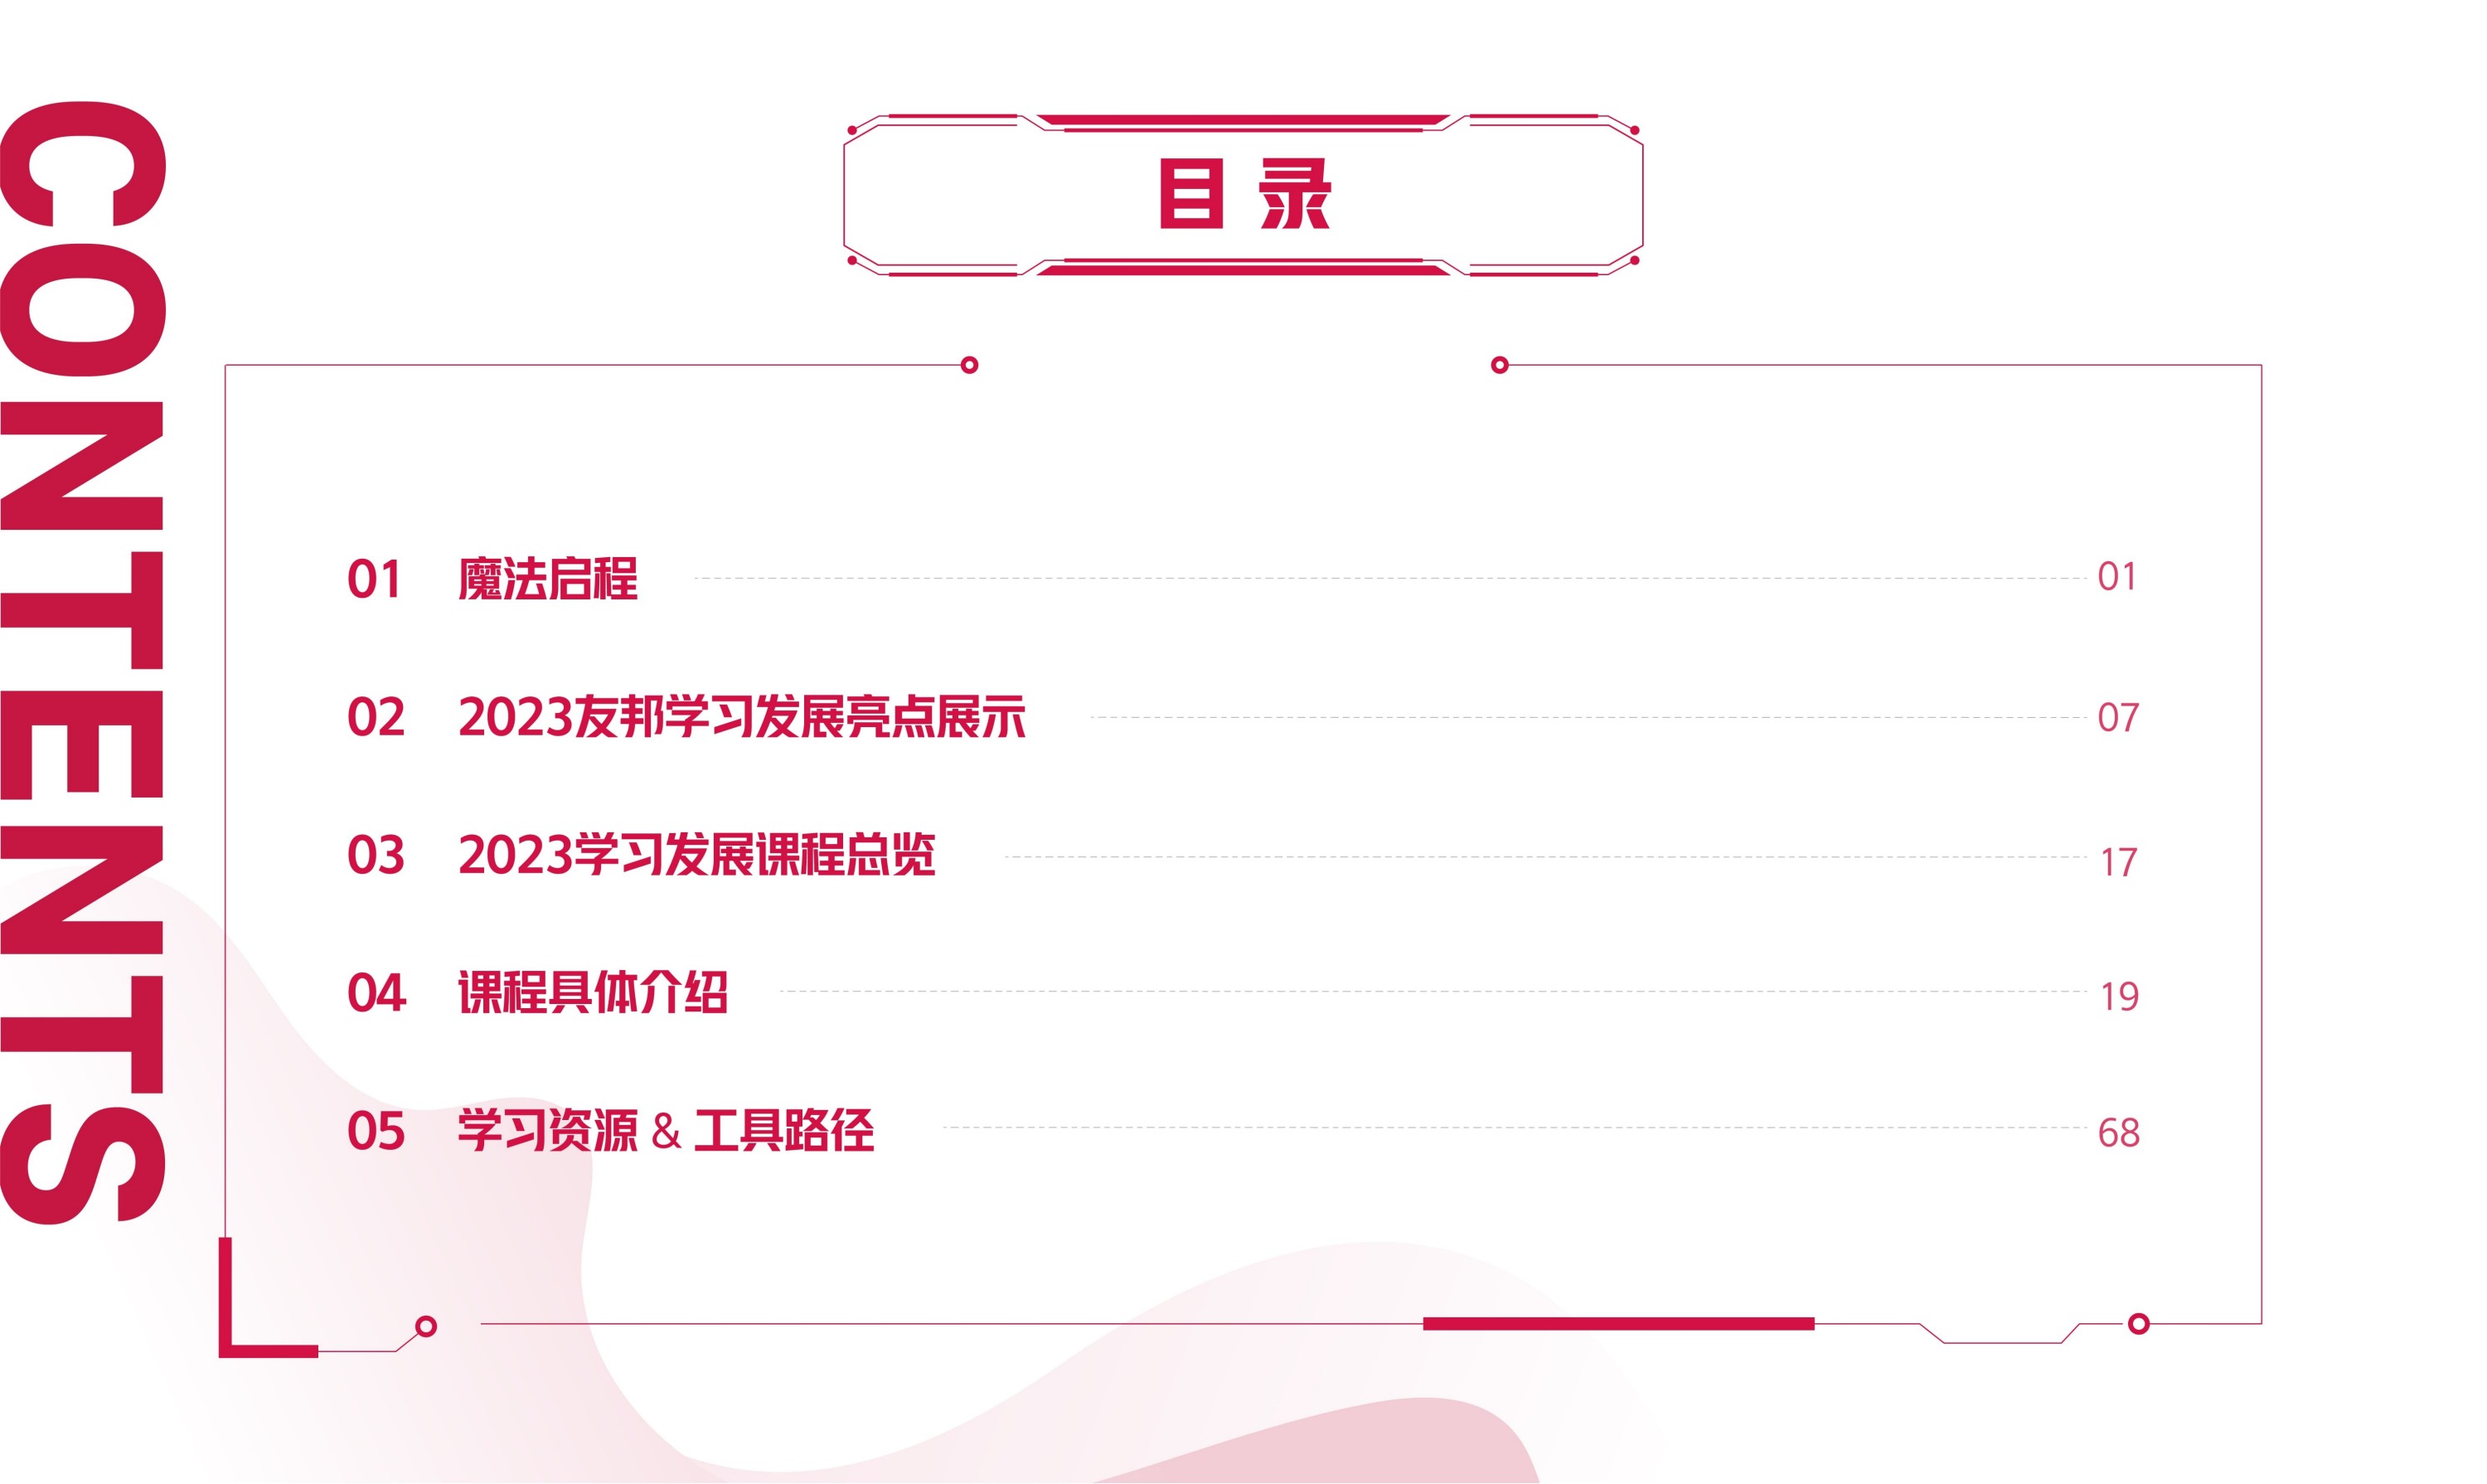 CONTENTS
目录
01 魔法启程 01
02 2023友邦学习发展亮点展示 07
03 2023学习发展课程总览 17
04 课程具体介绍 19
05 学习资源 & 工具路径 68